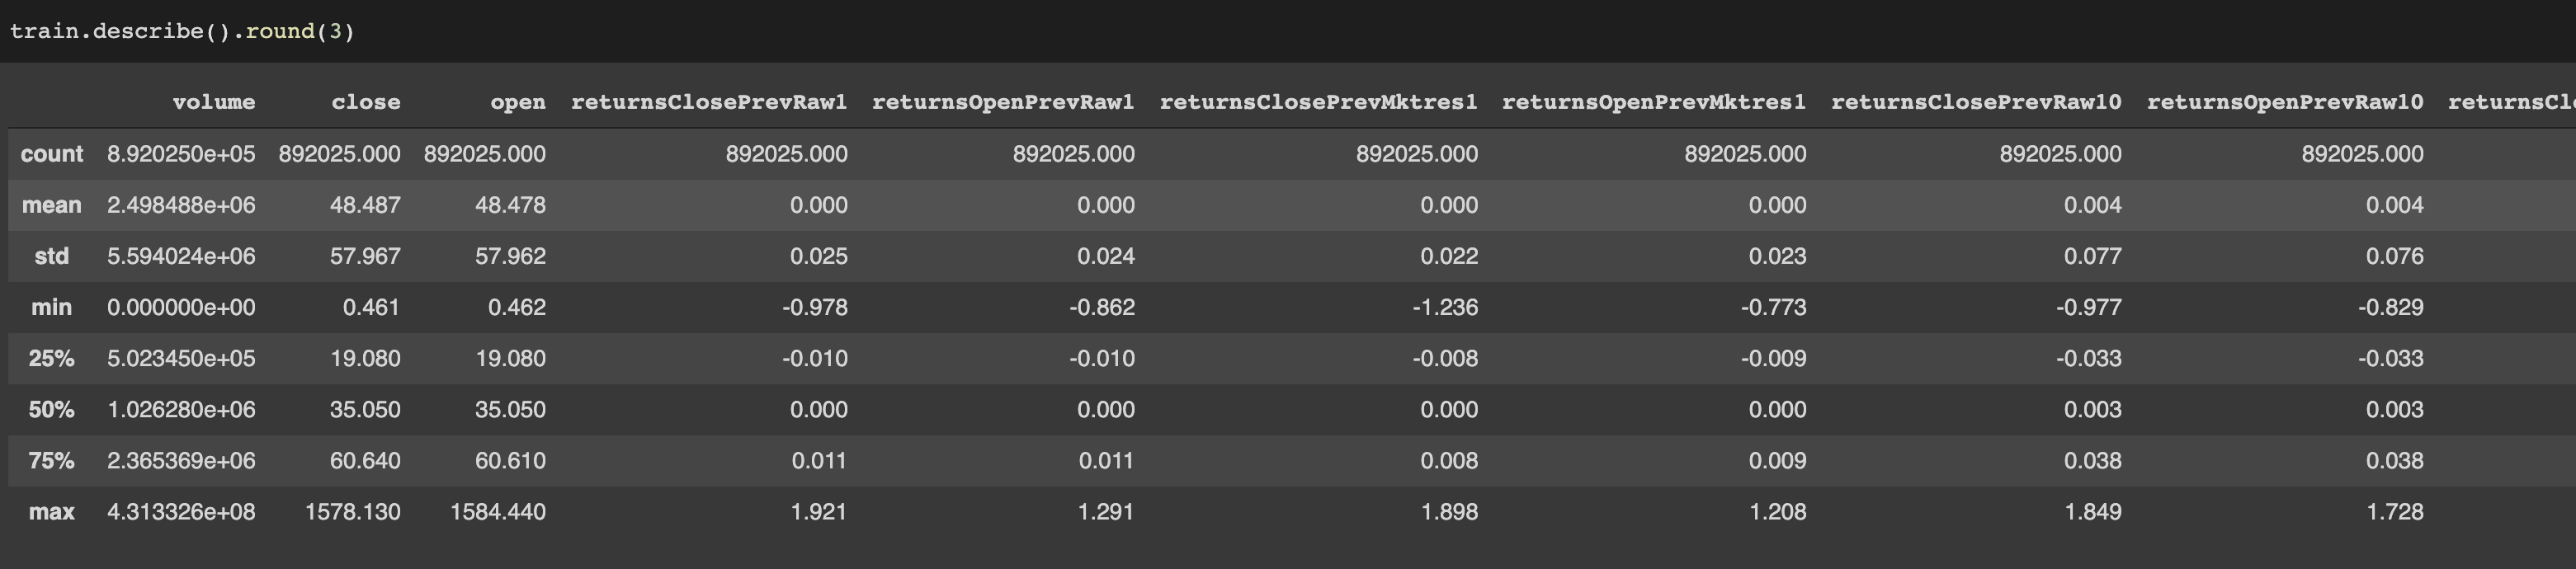 train.describe().round(3)
volume close open returnsClosePrevRaw1 returnsOpenPrevRaw1 returnsClosePrevMktres1 returnsOpenPrevMktres1 returnsClosePrevRaw10 returnsOpenPrevRaw10 returnsCl
count 8.920250e+05 892025.000 892025.000 892025.000 892025.000 892025.000 892025.000 892025.000 892025.000
mean 2.498488e+06 48.487 48.478 0.000 0.000 0.000 0.000 0.004 0.004
std 5.594024e+06 57.967 57.962 0.025 0.024 0.022 0.023 0.077 0.076
min 0.000000e+00 0.461 0.462 -0.978 -0.862 -1.236 -0.773 -0.977 -0.829
25% 5.023450e+05 19.080 19.080 -0.010 -0.010 -0.008 -0.009 -0.033 -0.033
50% 1.026280e+06 35.050 35.050 0.000 0.000 0.000 0.000 0.003 0.003
75% 2.365369e+06 60.640 60.610 0.011 0.011 0.008 0.009 0.038 0.038
max 4.313326e+08 1578.130 1584.440 1.921 1.291 1.898 1.208 1.849 1.728